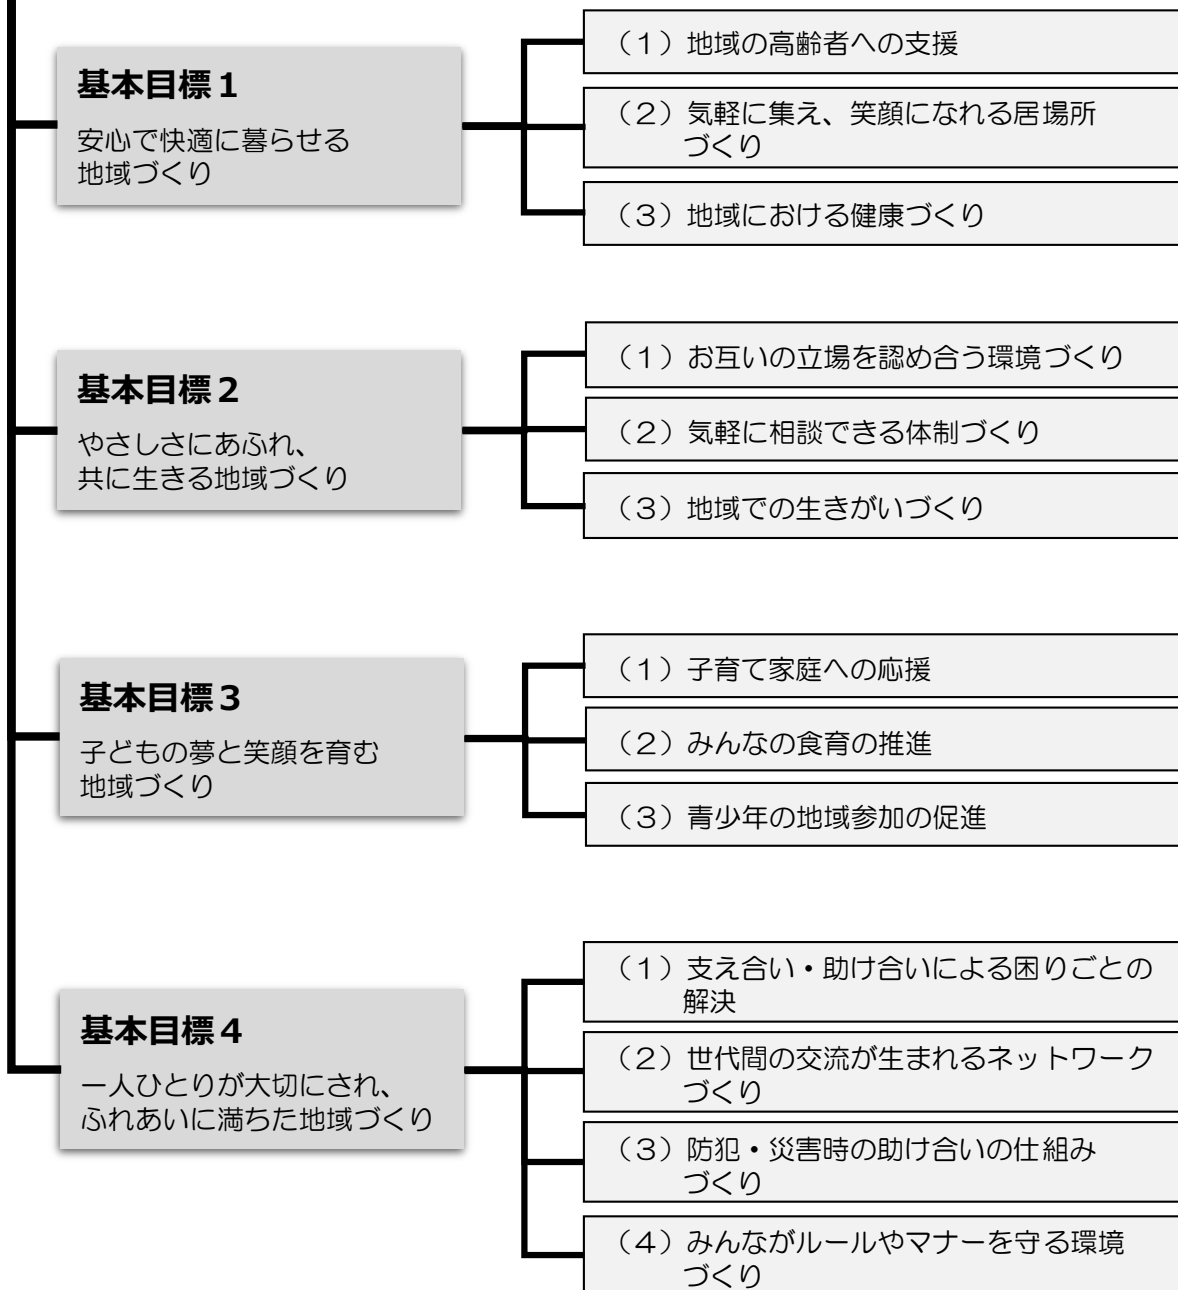 基本目標1
安心で快適に暮らせる
地域づくり
（1）地域の高齢者への支援
（2）気軽に集え、笑顔になれる居場所
づくり
（3）地域における健康づくり
基本目標2
やさしさにあふれ、
共に生きる地域づくり
（1）お互いの立場を認め合う環境づくり
（2）気軽に相談できる体制づくり
（3）地域での生きがいづくり
基本目標3
子どもの夢と笑顔を育む
地域づくり
（1）子育て家庭への応援
（2）みんなの食育の推進
（3）青少年の地域参加の促進
基本目標4
一人ひとりが大切にされ、
ふれあいに満ちた地域づくり
（1）支え合い・助け合いによる困りごとの
解決
（2）世代間の交流が生まれるネットワーク
づくり
（3）防犯・災害時の助け合いの仕組み
づくり
（4）みんながルールやマナーを守る環境
づくり